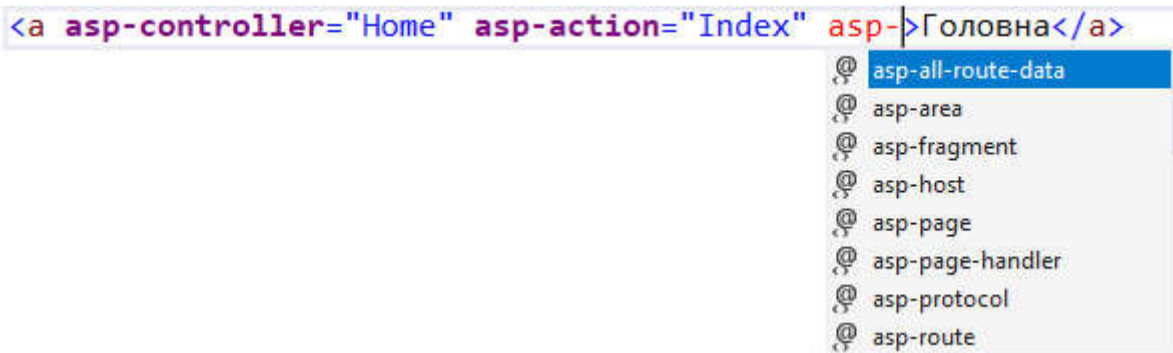 <a asp-controller="Home" asp-action="Index" asp->Головна</a>
asp-all-route-data
asp-area
asp-fragment
asp-host
asp-page
asp-page-handler
asp-protocol
asp-route